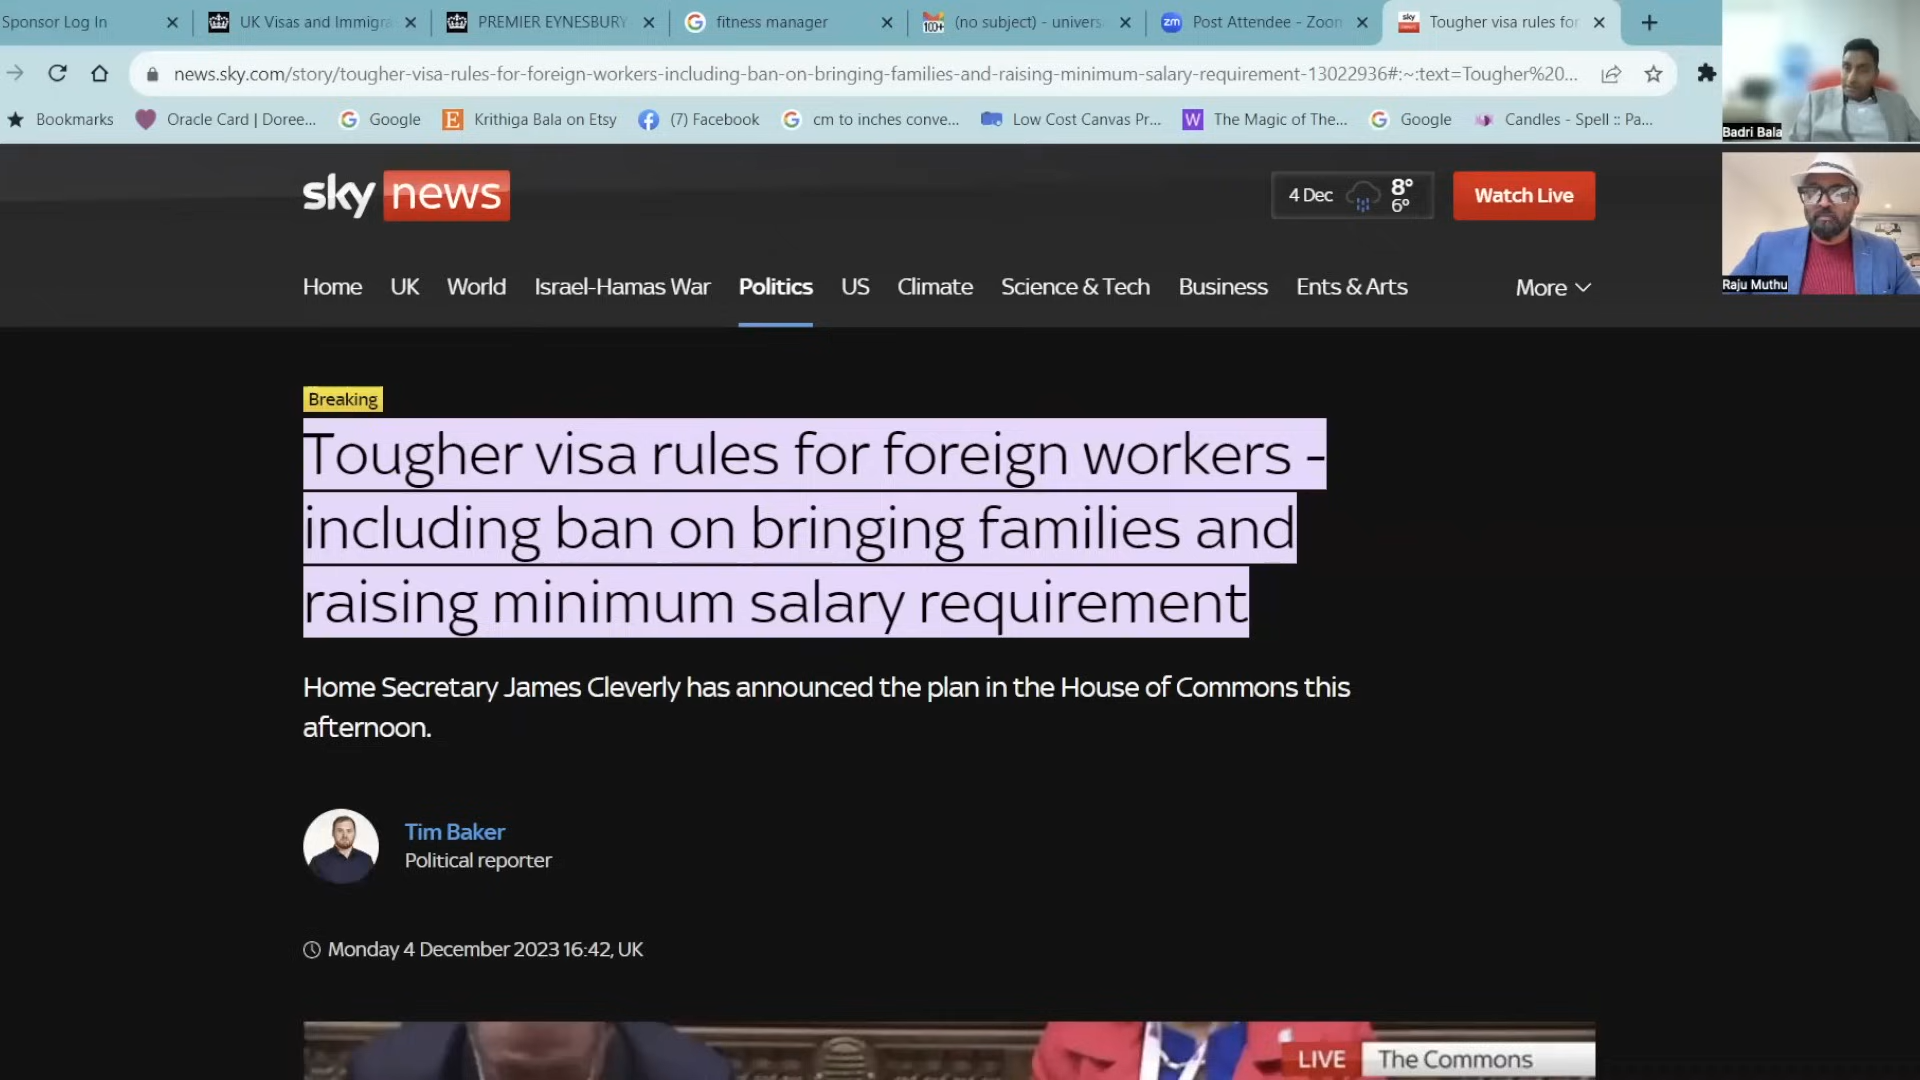 Sponsor Log In
UK Visas and Immigra
PREMIER EYNESBURY
fitness manager
100+
(no subject) - univers
zm
Post Attendee - Zoon
sky
Tougher visa rules for
news.sky.com/story/tougher-visa-rules-for-foreign-workers-including-ban-on-bringing-families-and-raising-minimum-salary-requirement-13022936#:~:text=Tougher%20...
Bookmarks
Oracle Card | Doree...
Google
Krithiga Bala on Etsy
(7) Facebook
cm to inches conve...
Low Cost Canvas Pr...
W
The Magic of The...
Google
Candles - Spell :: Pa...
Badri Bala
Raju Muthu
sky news
4 Dec
8°
6°
Watch Live
Home
UK
World
Israel-Hamas War
Politics
US
Climate
Science & Tech
Business
Ents & Arts
More
Breaking
Tougher visa rules for foreign workers -
including ban on bringing families and
raising minimum salary requirement
Home Secretary James Cleverly has announced the plan in the House of Commons this
afternoon.
Tim Baker
Political reporter
Monday 4 December 2023 16:42, UK
LIVE The Commons